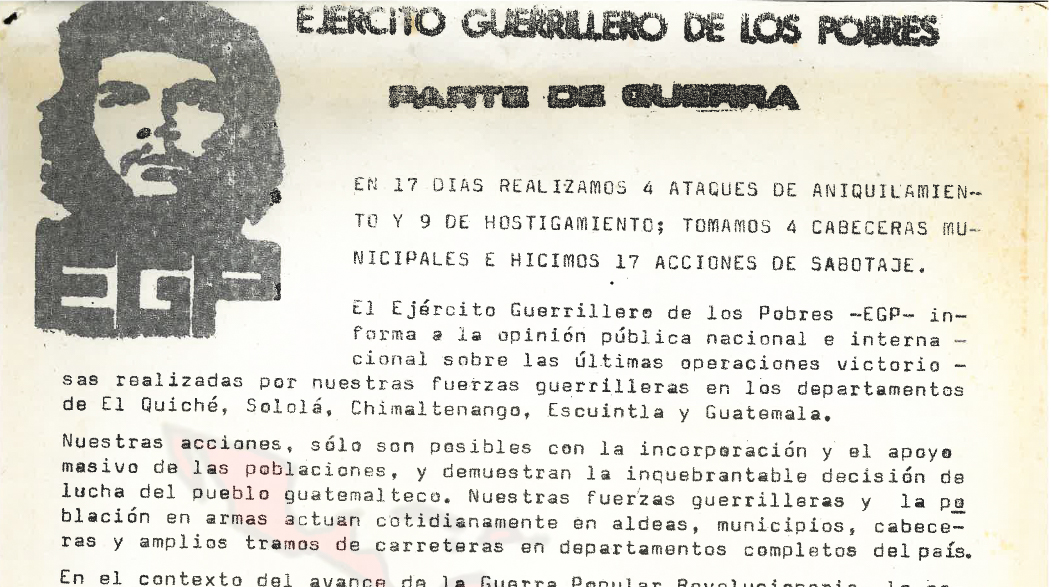 EJERCITO GUERRILLERO DE LOS POBRES
PARTE DE GUERRA
EGP
EN 17 DIAS REALIZAMOS 4 ATAQUES DE ANIQUILAMIEN-
TO Y 9 DE HOSTIGAMIENTO; TOMAMOS 4 CABECERAS MU-
NICIPALES E HICIMOS 17 ACCIONES DE SABOTAJE.
El Ejército Guerrillero de los Pobres -EGP- in-
forma a la opinión pública nacional e interna -
cional sobre las últimas operaciones victorio -
sas realizadas por nuestras fuerzas guerrilleras en los departamentos
de El Quiché, Sololá, Chimaltenango, Escuintla y Guatemala.
Nuestras acciones, sólo son posibles con la incorporación y el apoyo
masivo de las poblaciones, y demuestran la inquebrantable decisión de
lucha del pueblo guatemalteco. Nuestras fuerzas guerrilleras y la po
blación en armas actuan cotidianamente en aldeas, municipios, cabece-
ras y amplios tramos de carreteras en departamentos completos del país.
En el contexto del avance de la Guerra Popular Revolucionaria, la